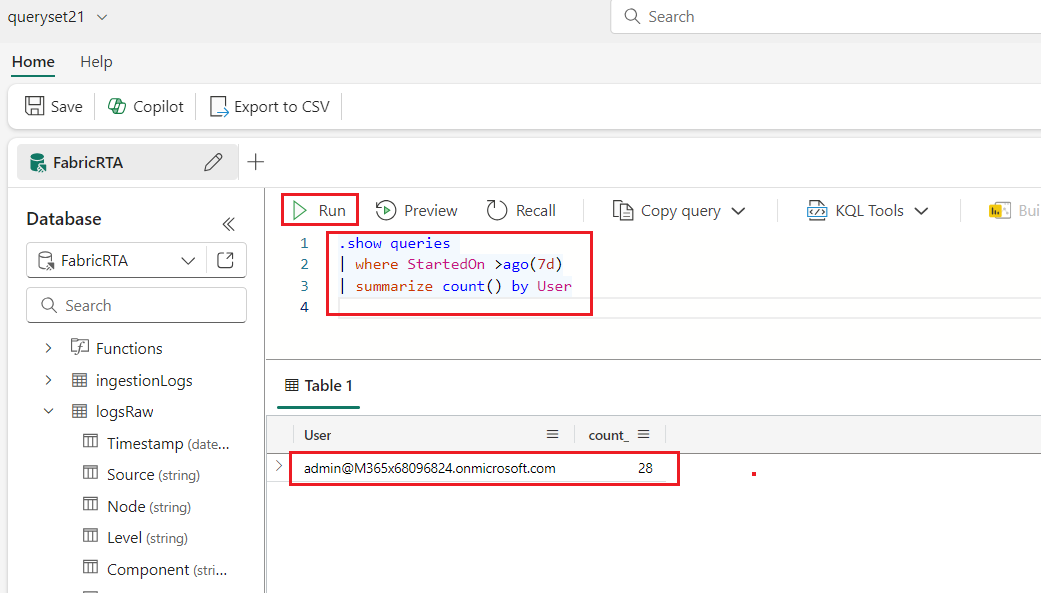 queryset21
Search
Home Help
Save Copilot Export to CSV
FabricRTA
Database
FabricRTA
Search
Functions
ingestionLogs
logsRaw
Timestamp (date...
Source (string)
Node (string)
Level (string)
Component (stri...
Run Preview Recall Copy query KQL Tools Bui
1 .show queries
2 | where StartedOn >ago(7d)
3 | summarize count() by User
4
Table 1
User count_
admin@M365x68096824.onmicrosoft.com 28